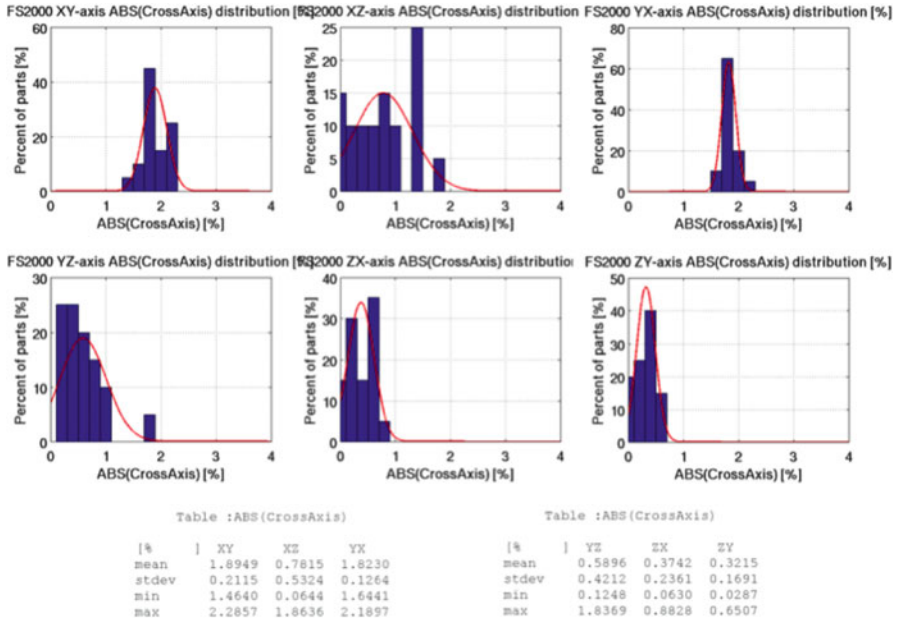 FS2000 XY-axis ABS(CrossAxis) distribution [%]
FS2000 XZ-axis ABS(CrossAxis) distribution [%]
FS2000 YX-axis ABS(CrossAxis) distribution [%]
Percent of parts [%]
60
40
20
0
0 1 2 3 4
ABS(CrossAxis) [%]
Percent of parts [%]
25
20
15
10
5
0
0 1 2 3 4
ABS(CrossAxis) [%]
Percent of parts [%]
80
60
40
20
0
0 1 2 3 4
ABS(CrossAxis) [%]
FS2000 YZ-axis ABS(CrossAxis) distribution [%]
FS2000 ZX-axis ABS(CrossAxis) distribution
FS2000 ZY-axis ABS(CrossAxis) distribution [%]
Percent of parts [%]
30
20
10
0
0 1 2 3 4
ABS(CrossAxis) [%]
Percent of parts [%]
40
30
20
10
0
0 1 2 3 4
ABS(CrossAxis) [%]
Percent of parts [%]
50
40
30
20
10
0
0 1 2 3 4
ABS(CrossAxis) [%]
Table :ABS(CrossAxis)
[% ] XY XZ YX
mean 1.8949 0.7815 1.8230
stdev 0.2115 0.5324 0.1264
min 1.4640 0.0644 1.6441
max 2.2857 1.8636 2.1897
Table :ABS(CrossAxis)
[% ] YZ ZX ZY
mean 0.5896 0.3742 0.3215
stdev 0.4212 0.2361 0.1691
min 0.1248 0.0630 0.0287
max 1.8369 0.8828 0.6507